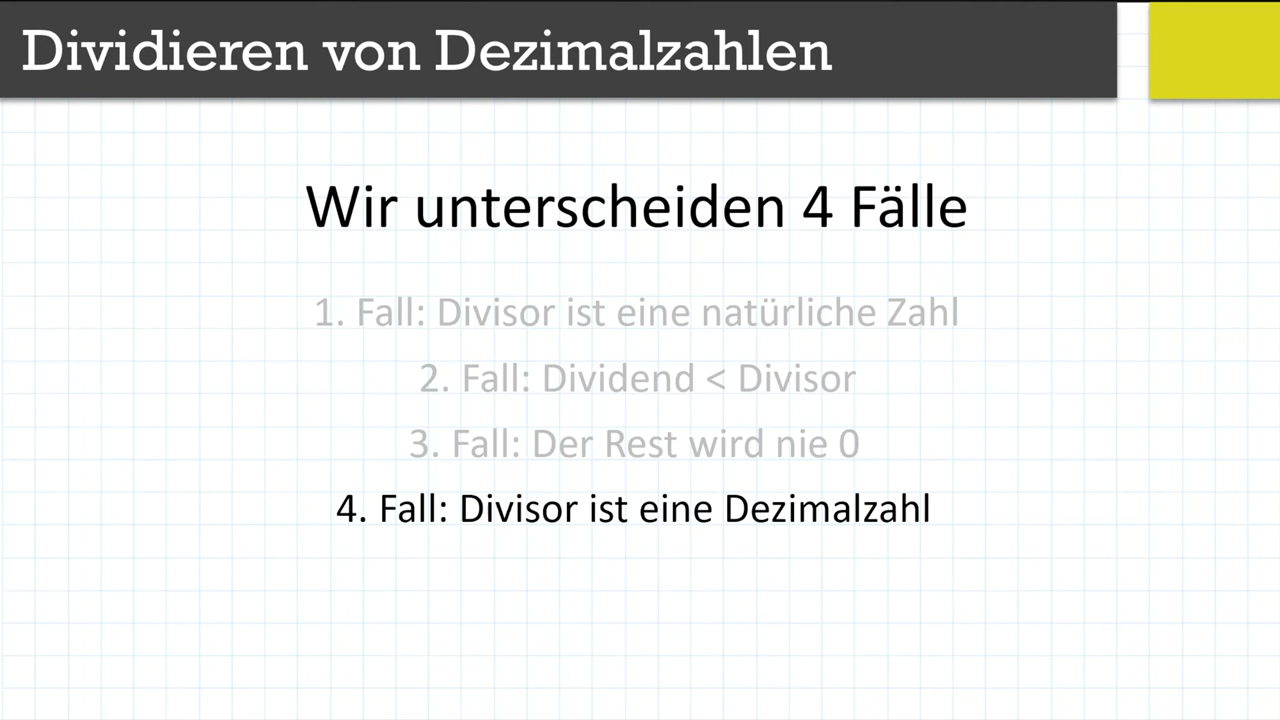 Dividieren von Dezimalzahlen
Wir unterscheiden 4 Fälle
1. Fall: Divisor ist eine natürliche Zahl
2. Fall: Dividend < Divisor
3. Fall: Der Rest wird nie 0
4. Fall: Divisor ist eine Dezimalzahl